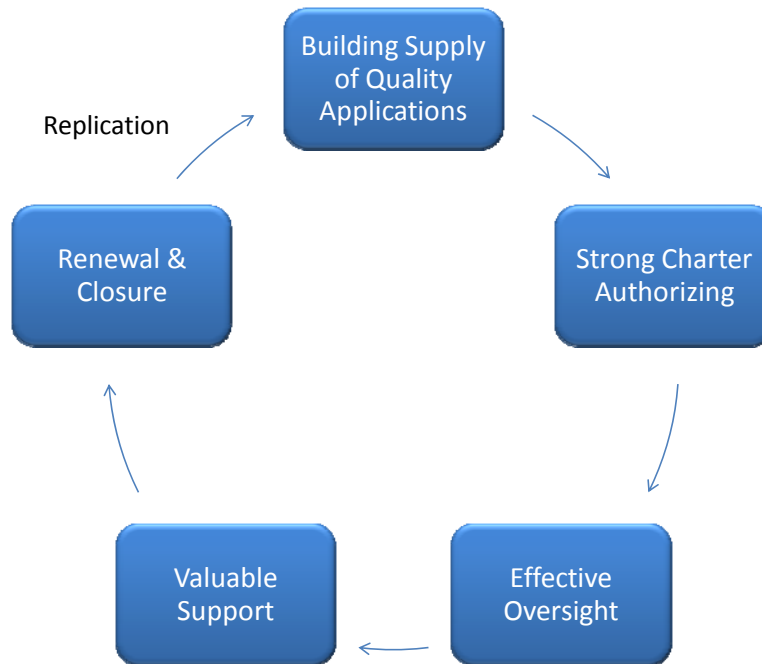 Building Supply
of Quality
Applications
Replication
Renewal &
Closure
Strong Charter
Authorizing
Valuable
Support
Effective
Oversight